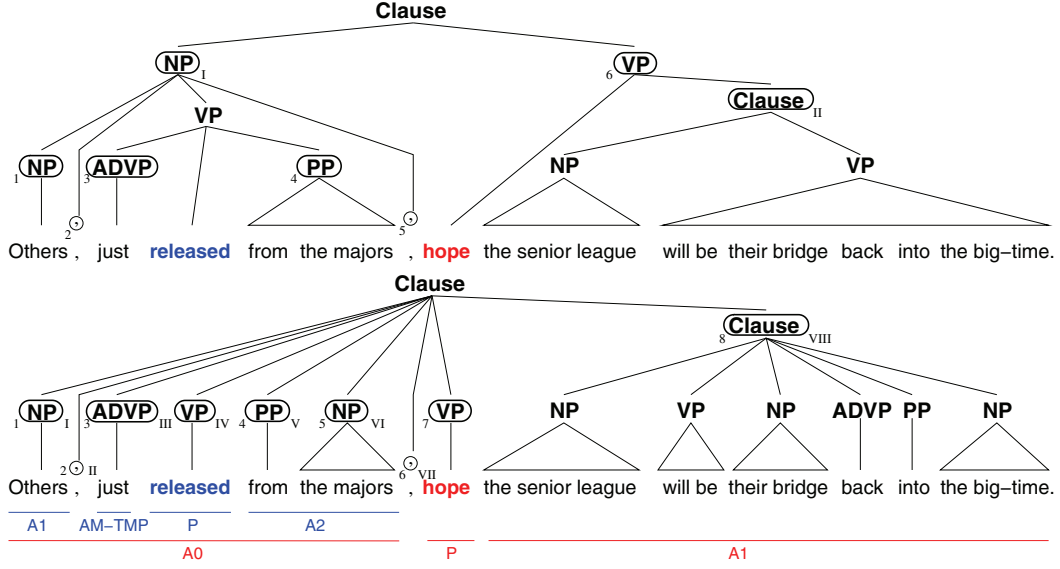 Clause
NP I 6 VP
Clause II
VP
1 NP 3 ADVP 4 PP NP VP
2 , 5 ,
Others , just released from the majors , hope the senior league will be their bridge back into the big−time.
Clause
8 Clause VIII
1 NP I 3 ADVP III VP IV 4 PP V 5 NP VI 7 VP NP VP NP ADVP PP NP
2 , II 6 , VII
Others , just released from the majors , hope the senior league will be their bridge back into the big−time.
A1 AM−TMP P A2
A0 P A1